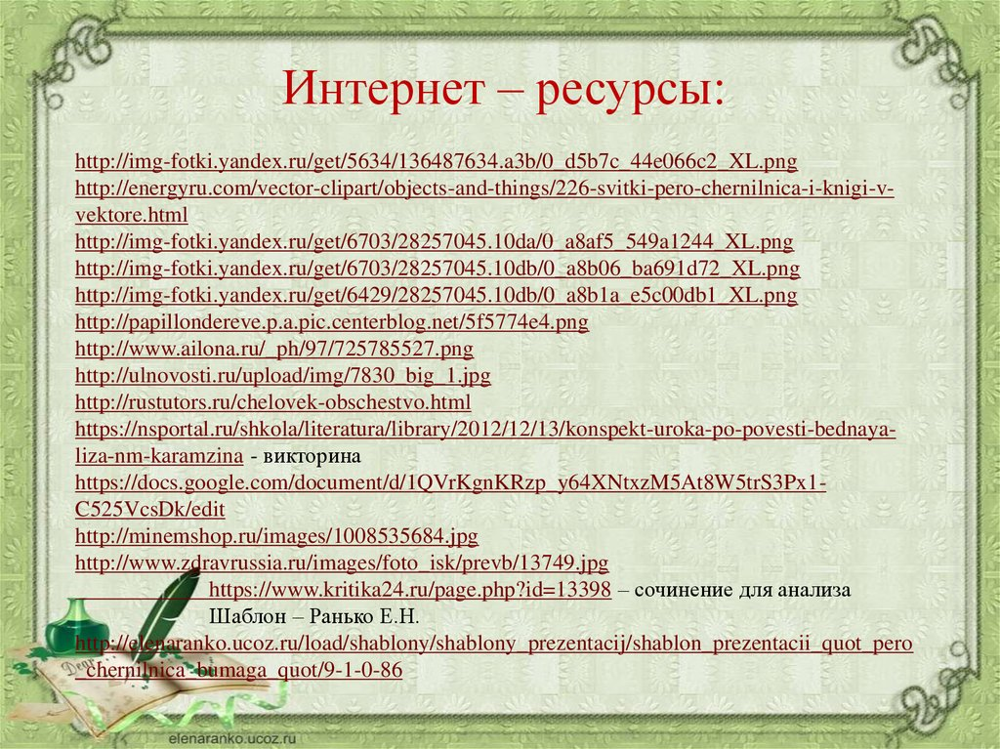 Интернет – ресурсы:
http://img-fotki.yandex.ru/get/5634/136487634.a3b/0_d5b7c_44e066c2_XL.png
http://energyru.com/vector-clipart/objects-and-things/226-svitki-pero-chernilnica-i-knigi-v-
vektore.html
http://img-fotki.yandex.ru/get/6703/28257045.10da/0_a8af5_549a1244_XL.png
http://img-fotki.yandex.ru/get/6703/28257045.10db/0_a8b06_ba691d72_XL.png
http://img-fotki.yandex.ru/get/6429/28257045.10db/0_a8b1a_e5c00db1_XL.png
http://papillondereve.p.a.pic.centerblog.net/5f5774e4.png
http://www.ailona.ru/_ph/97/725785527.png
http://ulnovosti.ru/upload/img/7830_big_1.jpg
http://rustutors.ru/chelovek-obschestvo.html
https://nsportal.ru/shkola/literatura/library/2012/12/13/konspekt-uroka-po-povesti-bednaya-
liza-nm-karamzina - викторина
https://docs.google.com/document/d/1QVrKgnKRzp_y64XNtxzM5At8W5trS3Px1-
C525VcsDk/edit
http://minemshop.ru/images/1008535684.jpg
http://www.zdravrussia.ru/images/foto_isk/prevb/13749.jpg
https://www.kritika24.ru/page.php?id=13398 – сочинение для анализа
Шаблон – Ранько Е.Н.
http://elenaranko.ucoz.ru/load/shablony/shablony_prezentacij/shablon_prezentacii_quot_pero
_chernilnica_bumaga_quot/9-1-0-86
Dear
elenaranko.ucoz.ru